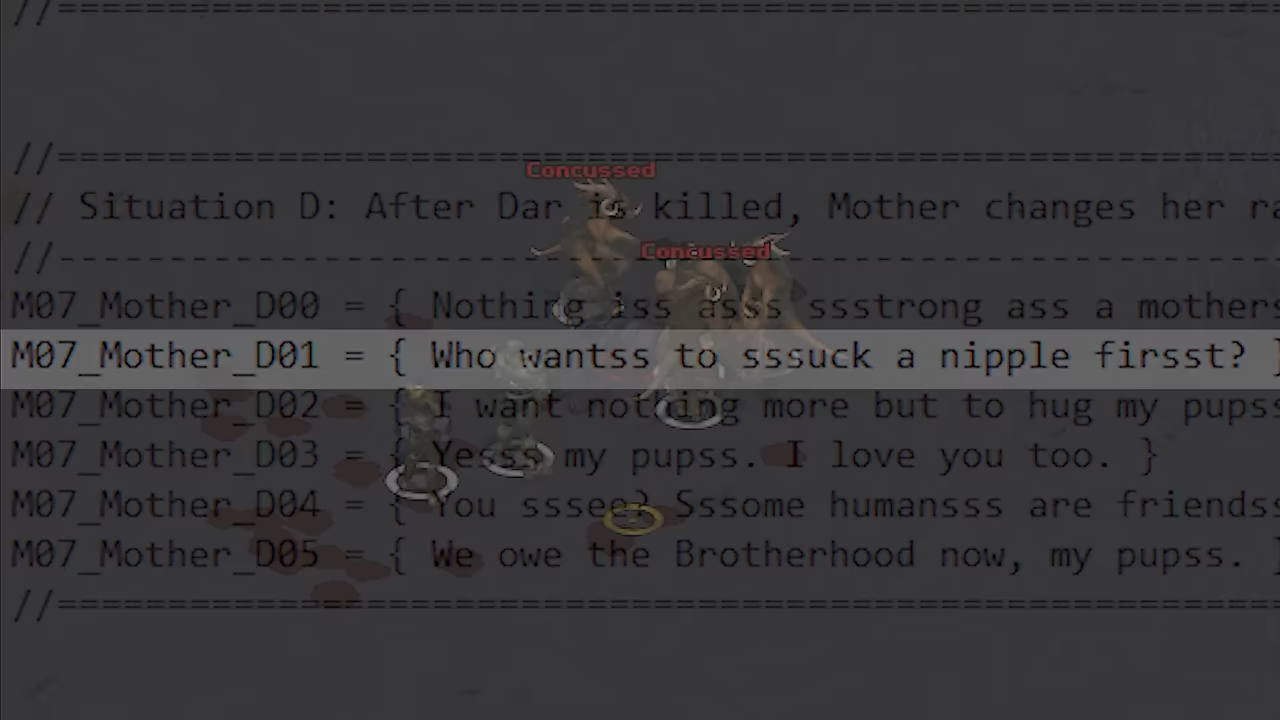 //==============================================================
//==============================================================
Concussed
// Situation D: After Dar is killed, Mother changes her
Concussed
//--------------------------------------------------------------
M07_Mother_D00 = { Nothing iss asss ssstrong ass a mothers
M07_Mother_D01 = { Who wantss to sssuck a nipple firsst? }
M07_Mother_D02 = { I want nothing more but to hug my pupss
M07_Mother_D03 = { Yesss my pupss. I love you too. }
M07_Mother_D04 = { You sssee? Sssome humansss are friendss
M07_Mother_D05 = { We owe the Brotherhood now, my pupss. }
//==============================================================